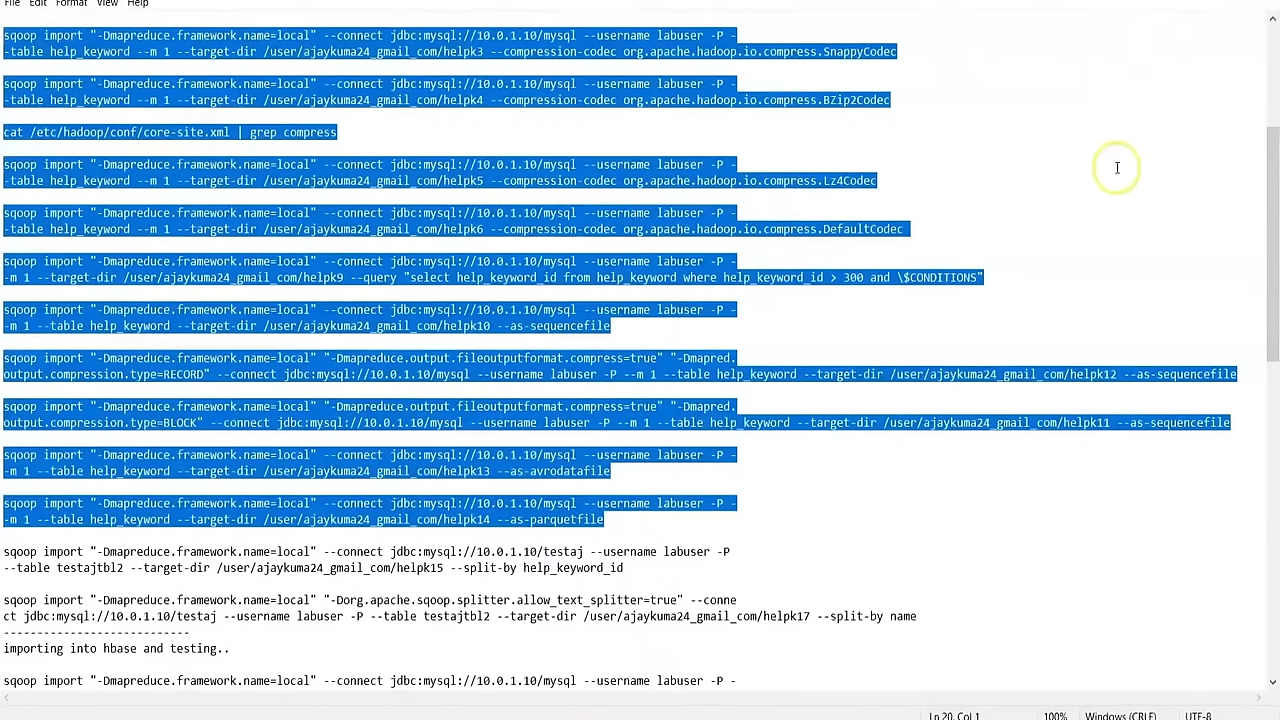 File Edit Format View Help
sqoop import "-Dmapreduce.framework.name=local" --connect jdbc:mysql://10.0.1.10/mysql --username labuser -P -
-table help_keyword --m 1 --target-dir /user/ajaykuma24_gmail_com/helpk3 --compression-codec org.apache.hadoop.io.compress.SnappyCodec
sqoop import "-Dmapreduce.framework.name=local" --connect jdbc:mysql://10.0.1.10/mysql --username labuser -P -
-table help_keyword --m 1 --target-dir /user/ajaykuma24_gmail_com/helpk4 --compression-codec org.apache.hadoop.io.compress.BZip2Codec
cat /etc/hadoop/conf/core-site.xml | grep compress
sqoop import "-Dmapreduce.framework.name=local" --connect jdbc:mysql://10.0.1.10/mysql --username labuser -P -
-table help_keyword --m 1 --target-dir /user/ajaykuma24_gmail_com/helpk5 --compression-codec org.apache.hadoop.io.compress.Lz4Codec
sqoop import "-Dmapreduce.framework.name=local" --connect jdbc:mysql://10.0.1.10/mysql --username labuser -P -
-table help_keyword --m 1 --target-dir /user/ajaykuma24_gmail_com/helpk6 --compression-codec org.apache.hadoop.io.compress.DefaultCodec
sqoop import "-Dmapreduce.framework.name=local" --connect jdbc:mysql://10.0.1.10/mysql --username labuser -P -
-m 1 --target-dir /user/ajaykuma24_gmail_com/helpk9 --query "select help_keyword_id from help_keyword where help_keyword_id > 300 and \$CONDITIONS"
sqoop import "-Dmapreduce.framework.name=local" --connect jdbc:mysql://10.0.1.10/mysql --username labuser -P -
-m 1 --table help_keyword --target-dir /user/ajaykuma24_gmail_com/helpk10 --as-sequencefile
sqoop import "-Dmapreduce.framework.name=local" "-Dmapreduce.output.fileoutputformat.compress=true" "-Dmapred.
output.compression.type=RECORD" --connect jdbc:mysql://10.0.1.10/mysql --username labuser -P --m 1 --table help_keyword --target-dir /user/ajaykuma24_gmail_com/helpk12 --as-sequencefile
sqoop import "-Dmapreduce.framework.name=local" "-Dmapreduce.output.fileoutputformat.compress=true" "-Dmapred.
output.compression.type=BLOCK" --connect jdbc:mysql://10.0.1.10/mysql --username labuser -P --m 1 --table help_keyword --target-dir /user/ajaykuma24_gmail_com/helpk11 --as-sequencefile
sqoop import "-Dmapreduce.framework.name=local" --connect jdbc:mysql://10.0.1.10/mysql --username labuser -P -
-m 1 --table help_keyword --target-dir /user/ajaykuma24_gmail_com/helpk13 --as-avrodatafile
sqoop import "-Dmapreduce.framework.name=local" --connect jdbc:mysql://10.0.1.10/mysql --username labuser -P -
-m 1 --table help_keyword --target-dir /user/ajaykuma24_gmail_com/helpk14 --as-parquetfile
sqoop import "-Dmapreduce.framework.name=local" --connect jdbc:mysql://10.0.1.10/testaj --username labuser -P
--table testajtbl2 --target-dir /user/ajaykuma24_gmail_com/helpk15 --split-by help_keyword_id
sqoop import "-Dmapreduce.framework.name=local" "-Dorg.apache.sqoop.splitter.allow_text_splitter=true" --conne
ct jdbc:mysql://10.0.1.10/testaj --username labuser -P --table testajtbl2 --target-dir /user/ajaykuma24_gmail_com/helpk17 --split-by name
----------------------------
importing into hbase and testing..
sqoop import "-Dmapreduce.framework.name=local" --connect jdbc:mysql://10.0.1.10/mysql --username labuser -P -
Ln 20, Col 1 100% Windows (CRLF) UTF-8